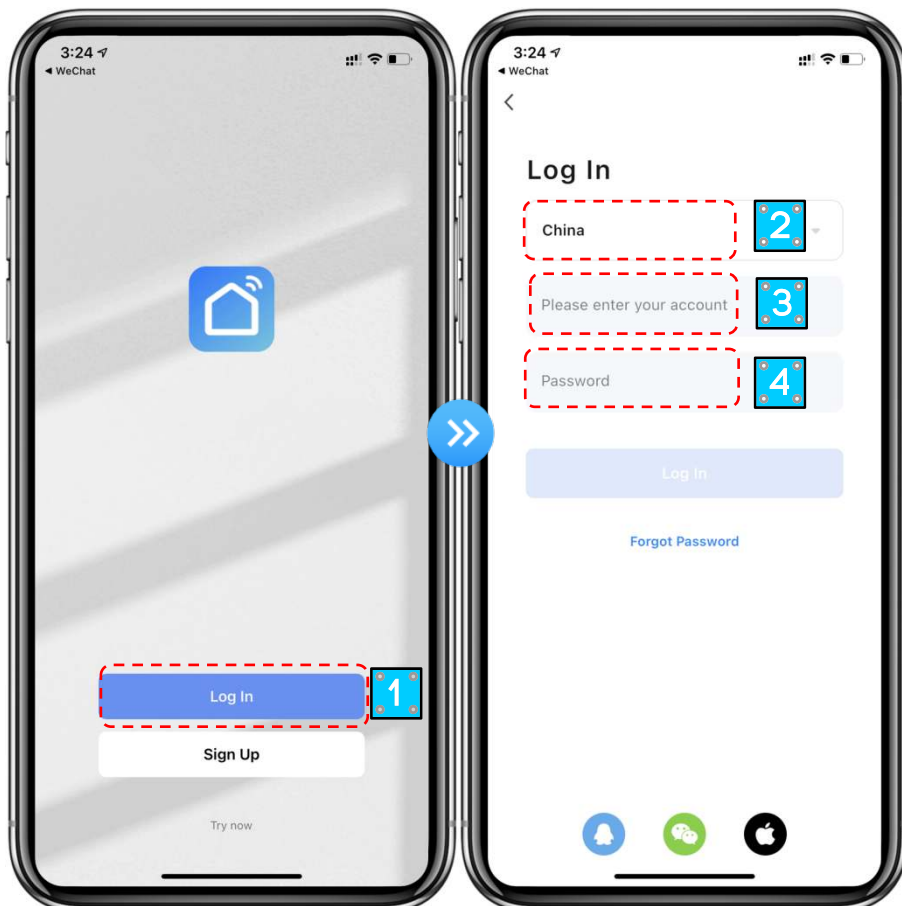 3:24
WeChat
Log In
1
Sign Up
Try now
3:24
WeChat
Log In
China
2
Please enter your account
3
Password
4
Log In
Forgot Password